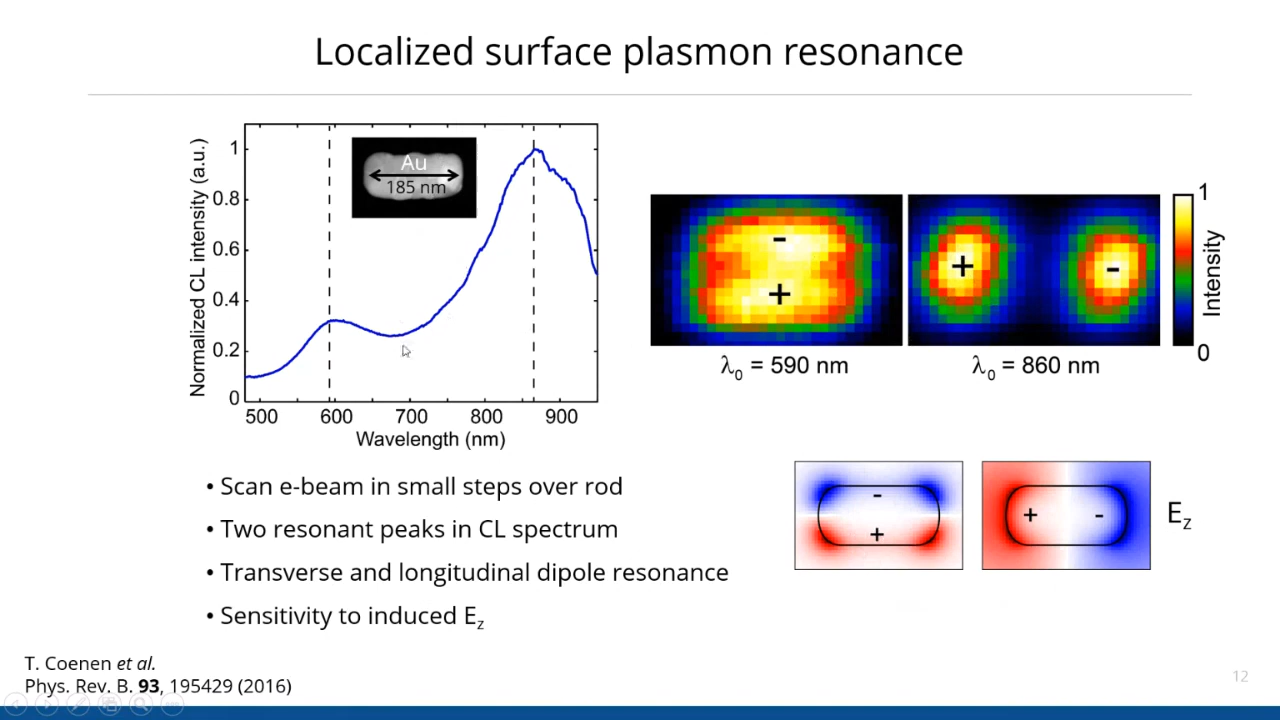 Localized surface plasmon resonance
Normalized CL intensity (a.u.)
1
0.8
0.6
0.4
0.2
0
500 600 700 800 900
Wavelength (nm)
Au
185 nm
-
+
λ0 = 590 nm
+ -
λ0 = 860 nm
1
Intensity
0
• Scan e-beam in small steps over rod
• Two resonant peaks in CL spectrum
• Transverse and longitudinal dipole resonance
• Sensitivity to induced Ez
-
+
+ -
Ez
T. Coenen et al.
Phys. Rev. B. 93, 195429 (2016)
12